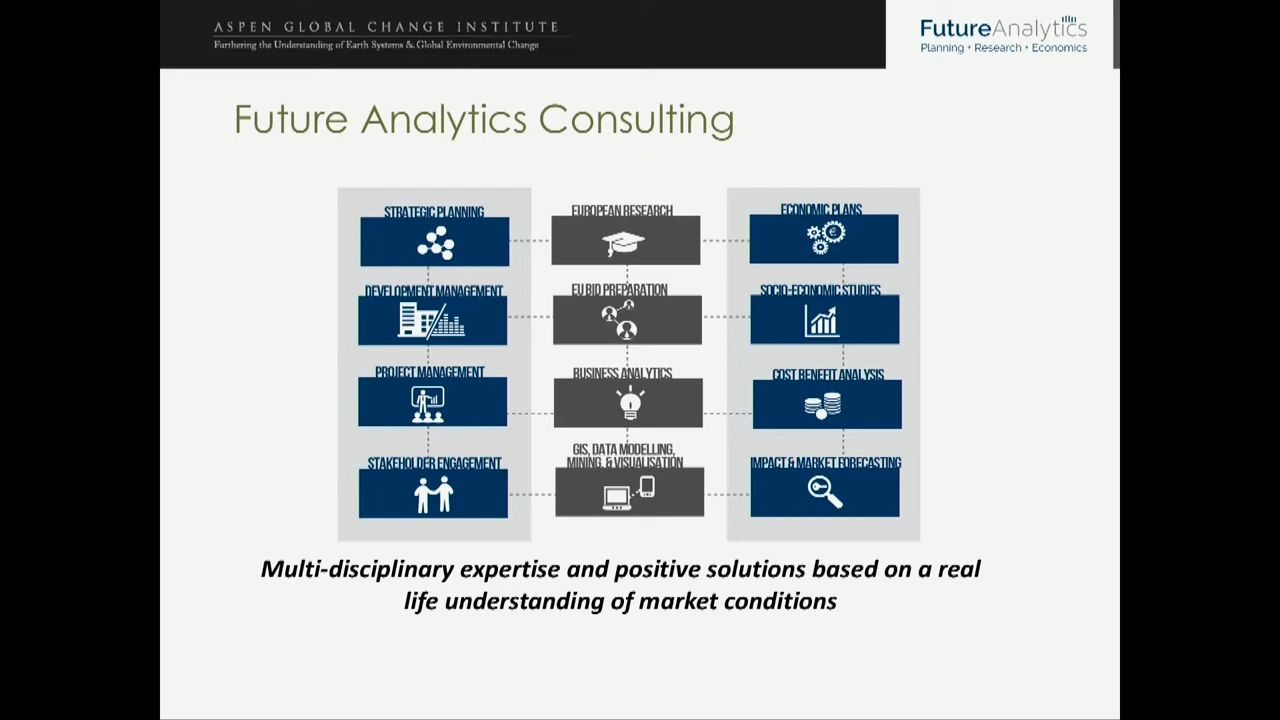 ASPEN GLOBAL CHANGE INSTITUTE
Furthering the Understanding of Earth Systems & Global Environmental Change
FutureAnalytics
Planning • Research • Economics
Future Analytics Consulting
STRATEGIC PLANNING
EUROPEAN RESEARCH
ECONOMIC PLANS
€
DEVELOPMENT MANAGEMENT
EU BID PREPARATION
SOCIO-ECONOMIC STUDIES
PROJECT MANAGEMENT
BUSINESS ANALYTICS
COST BENEFIT ANALYSIS
STAKEHOLDER ENGAGEMENT
GIS, DATA MODELLING,
MINING, & VISUALISATION
IMPACT & MARKET FORECASTING
Multi-disciplinary expertise and positive solutions based on a real
life understanding of market conditions